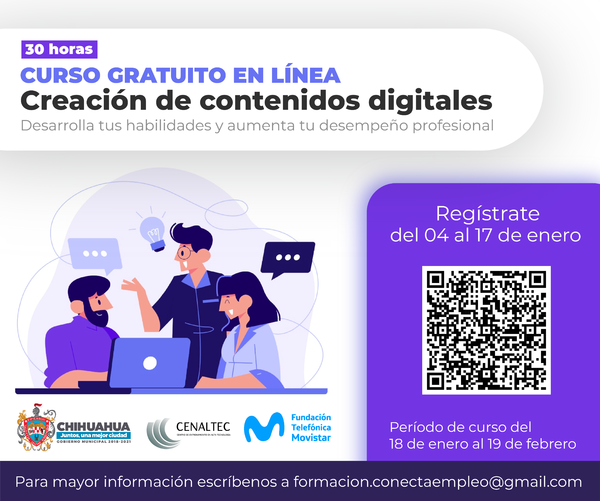 30 horas
CURSO GRATUITO EN LÍNEA
Creación de contenidos digitales
Desarrolla tus habilidades y aumenta tu desempeño profesional
Regístrate
del 04 al 17 de enero
Período de curso del
18 de enero al 19 de febrero
CHIHUAHUA
Juntos, una mejor ciudad
GOBIERNO MUNICIPAL 2018-2021
CENALTEC
Fundación
Telefónica
Movistar
Para mayor información escríbenos a formacion.conectaempleo@gmail.com